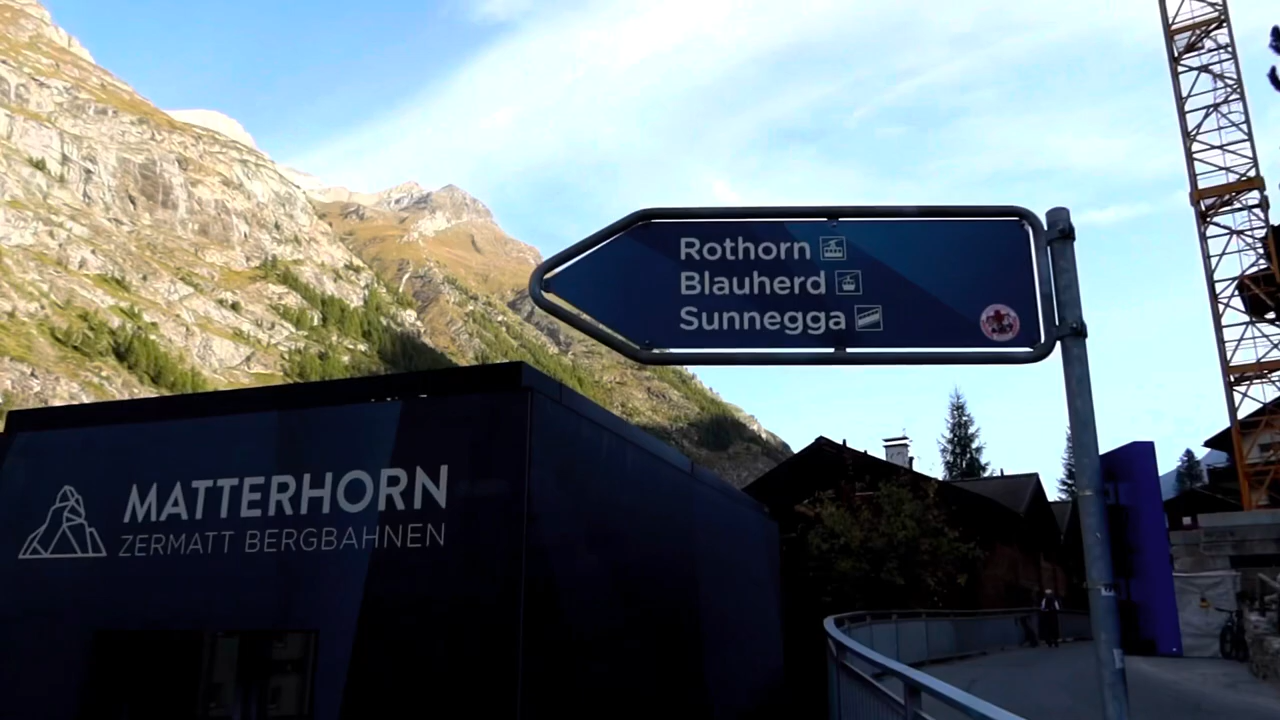 Rothorn
Blauherd
Sunnegga
MATTERHORN
ZERMATT BERGBAHNEN